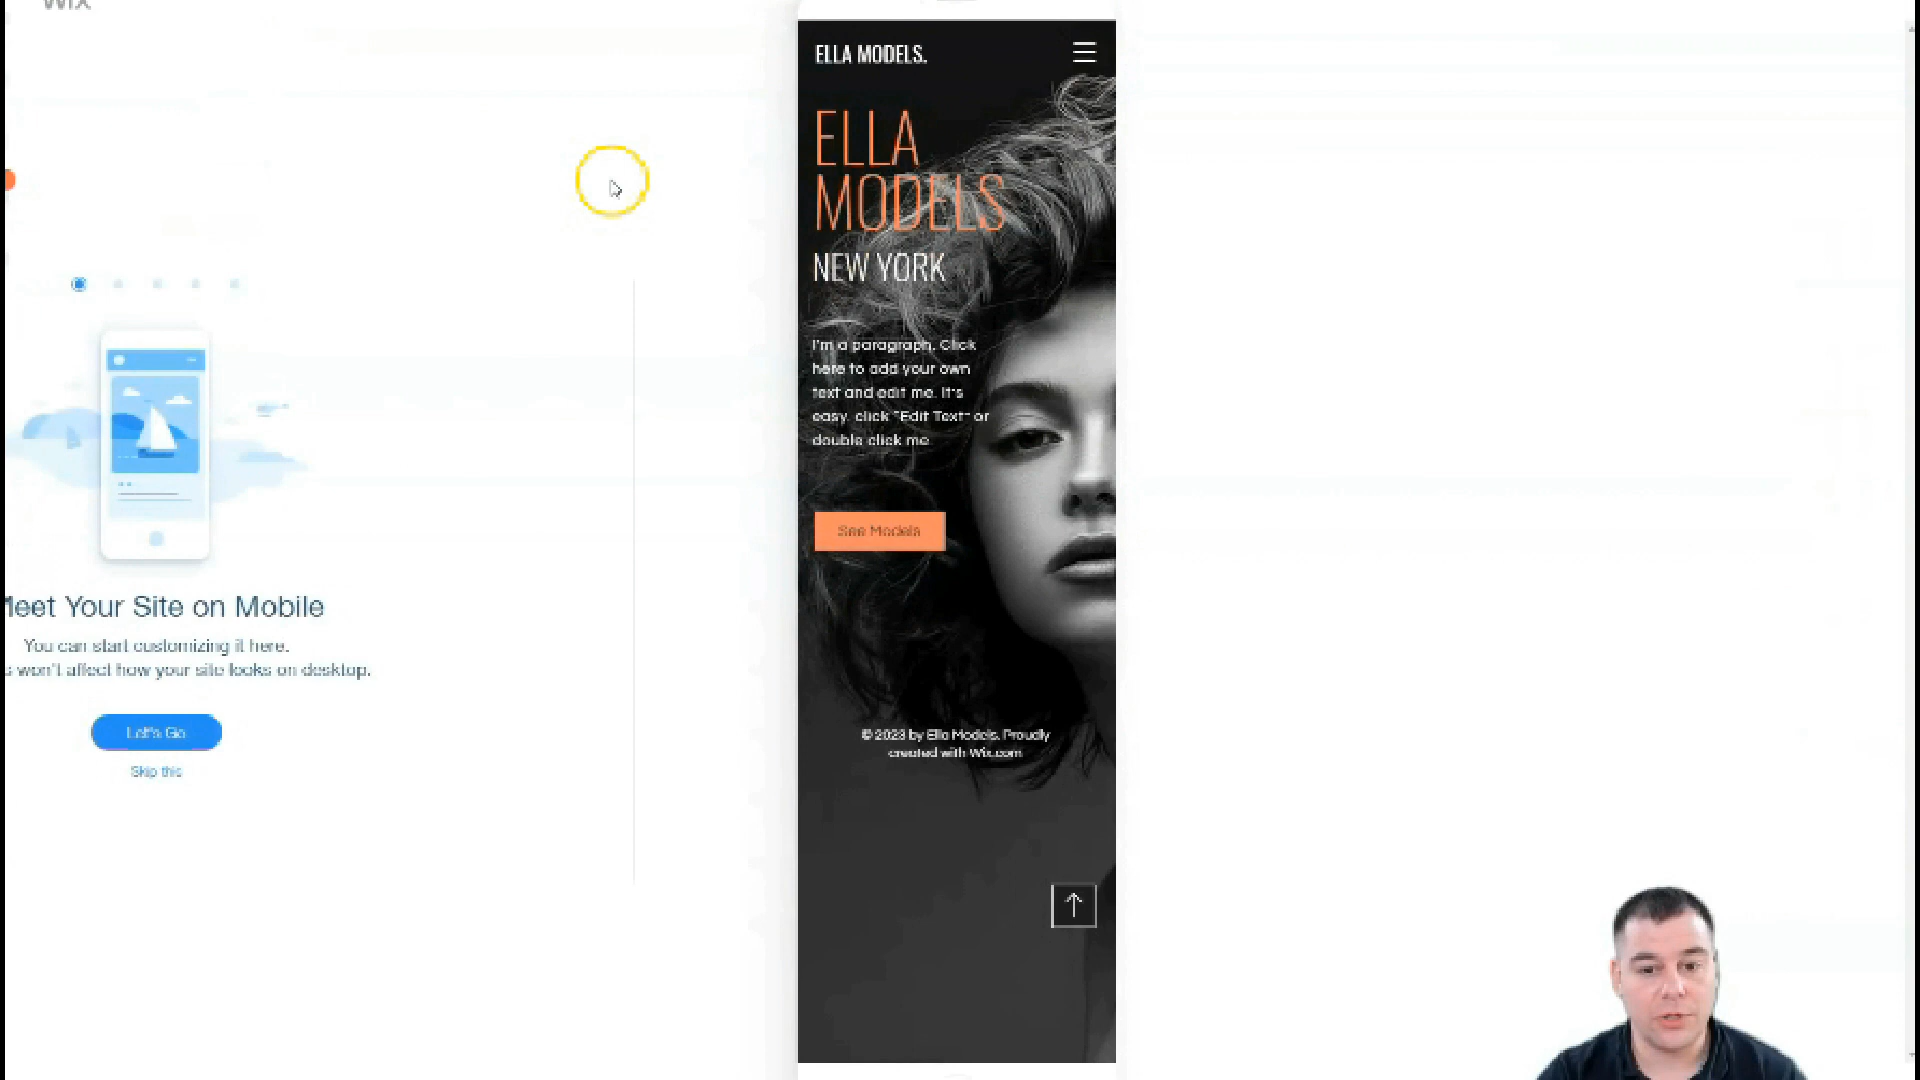 WIX
Meet Your Site on Mobile
You can start customizing it here.
s won't affect how your site looks on desktop.
Let's Go
Skip this
ELLA MODELS.
ELLA
MODELS
NEW YORK
I'm a paragraph. Click
here to add your own
text and edit me. It's
easy, click "Edit Text" or
double click me.
See Models
© 2023 by Ella Models. Proudly
created with Wix.com